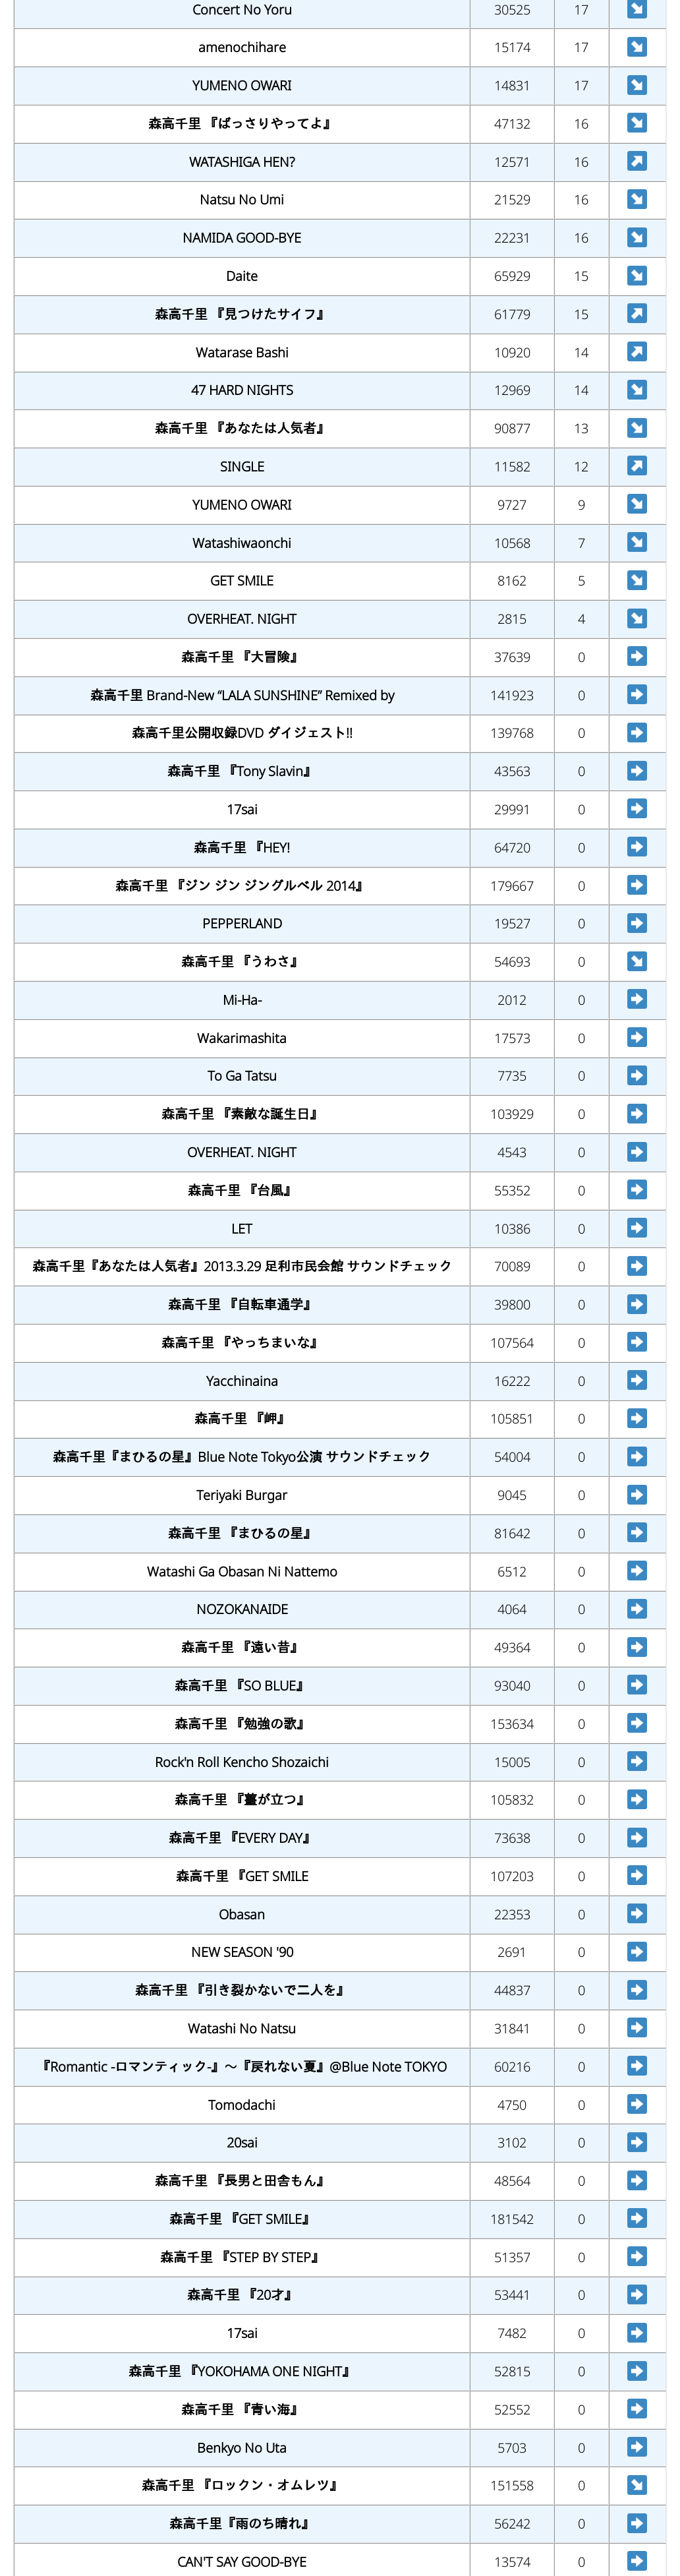 Concert No Yoru 30525 17
amenochihare 15174 17
YUMENO OWARI 14831 17
森高千里 『ばっさりやってよ』 47132 16
WATASHIGA HEN? 12571 16
Natsu No Umi 21529 16
NAMIDA GOOD-BYE 22231 16
Daite 65929 15
森高千里 『見つけたサイフ』 61779 15
Watarase Bashi 10920 14
47 HARD NIGHTS 12969 14
森高千里 『あなたは人気者』 90877 13
SINGLE 11582 12
YUMENO OWARI 9727 9
Watashiwaonchi 10568 7
GET SMILE 8162 5
OVERHEAT. NIGHT 2815 4
森高千里 『大冒険』 37639 0
森高千里 Brand-New “LALA SUNSHINE” Remixed by 141923 0
森高千里公開収録DVD ダイジェスト!! 139768 0
森高千里 『Tony Slavin』 43563 0
17sai 29991 0
森高千里 『HEY! 64720 0
森高千里 『ジン ジン ジングルベル 2014』 179667 0
PEPPERLAND 19527 0
森高千里 『うわさ』 54693 0
Mi-Ha- 2012 0
Wakarimashita 17573 0
To Ga Tatsu 7735 0
森高千里 『素敵な誕生日』 103929 0
OVERHEAT. NIGHT 4543 0
森高千里 『台風』 55352 0
LET 10386 0
森高千里『あなたは人気者』2013.3.29 足利市民会館 サウンドチェック 70089 0
森高千里 『自転車通学』 39800 0
森高千里 『やっちまいな』 107564 0
Yacchinaina 16222 0
森高千里 『岬』 105851 0
森高千里『まひるの星』Blue Note Tokyo公演 サウンドチェック 54004 0
Teriyaki Burgar 9045 0
森高千里 『まひるの星』 81642 0
Watashi Ga Obasan Ni Nattemo 6512 0
NOZOKANAIDE 4064 0
森高千里 『遠い昔』 49364 0
森高千里 『SO BLUE』 93040 0
森高千里 『勉強の歌』 153634 0
Rock'n Roll Kencho Shozaichi 15005 0
森高千里 『薹が立つ』 105832 0
森高千里 『EVERY DAY』 73638 0
森高千里 『GET SMILE 107203 0
Obasan 22353 0
NEW SEASON '90 2691 0
森高千里 『引き裂かないで二人を』 44837 0
Watashi No Natsu 31841 0
『Romantic -ロマンティック-』〜『戻れない夏』@Blue Note TOKYO 60216 0
Tomodachi 4750 0
20sai 3102 0
森高千里 『長男と田舎もん』 48564 0
森高千里 『GET SMILE』 181542 0
森高千里 『STEP BY STEP』 51357 0
森高千里 『20才』 53441 0
17sai 7482 0
森高千里 『YOKOHAMA ONE NIGHT』 52815 0
森高千里 『青い海』 52552 0
Benkyo No Uta 5703 0
森高千里 『ロックン・オムレツ』 151558 0
森高千里『雨のち晴れ』 56242 0
CAN'T SAY GOOD-BYE 13574 0